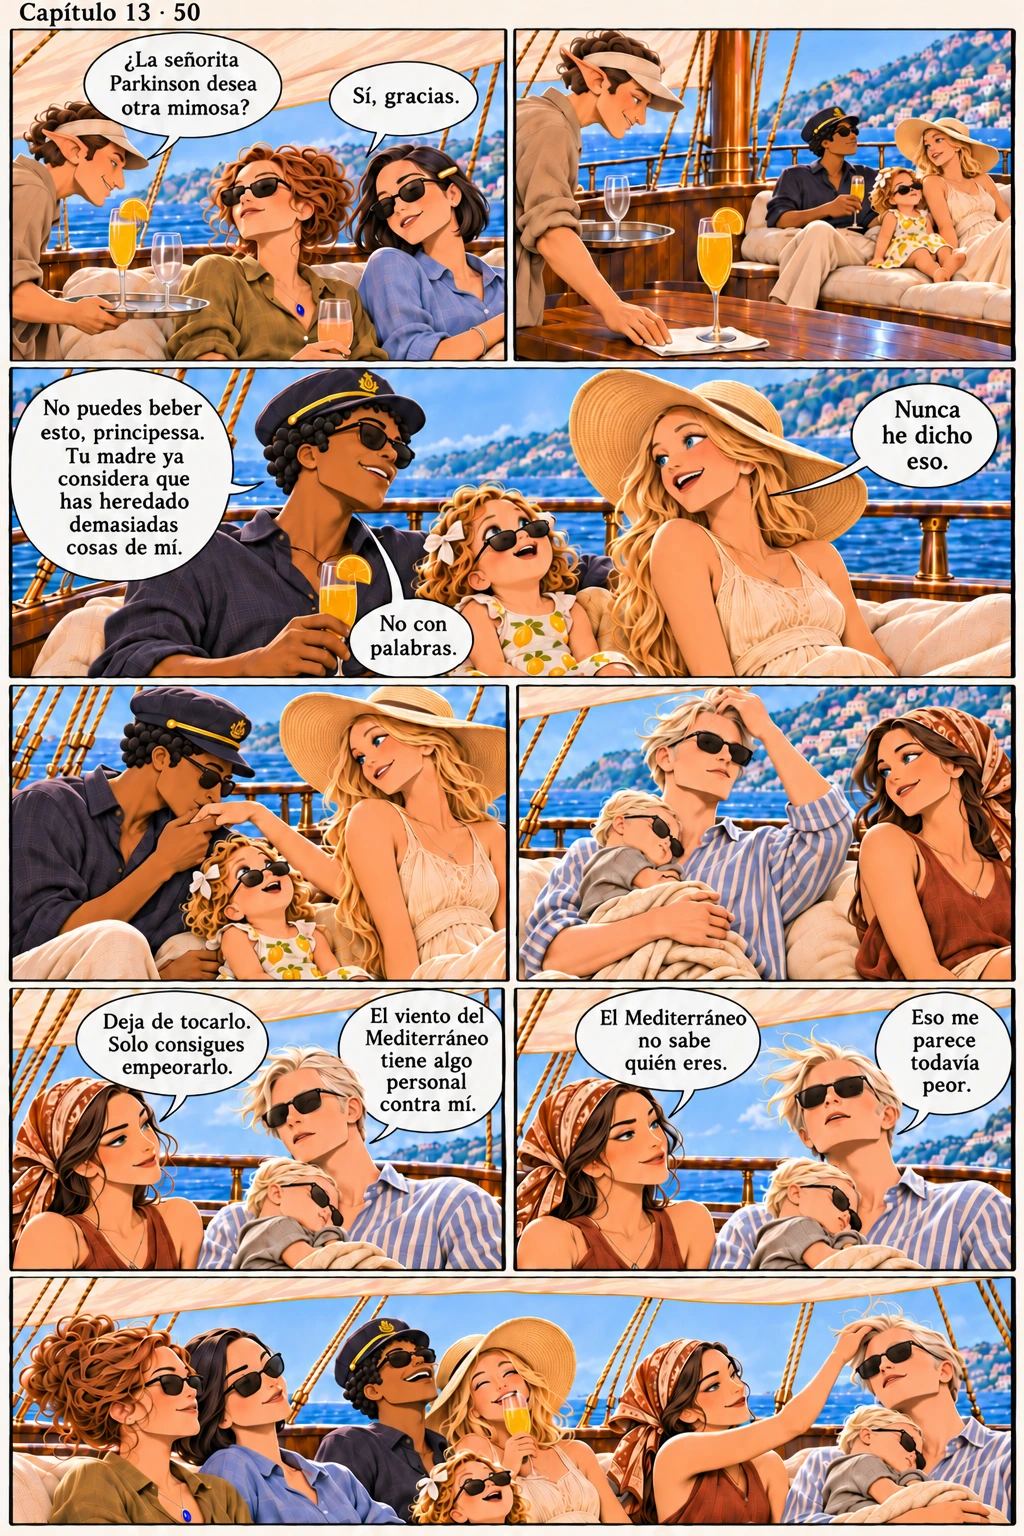 Capítulo 13 · 50
¿La señorita
Parkinson desea
otra mimosa?
Sí, gracias.
No puedes beber
esto, principessa.
Tu madre ya
considera que
has heredado
demasiadas
cosas de mí.
Nunca
he dicho
eso.
No con
palabras.
Deja de tocarlo.
Solo consigues
empeorarlo.
El viento del
Mediterráneo
tiene algo
personal
contra mí.
El Mediterráneo
no sabe
quién eres.
Eso me
parece
todavía
peor.